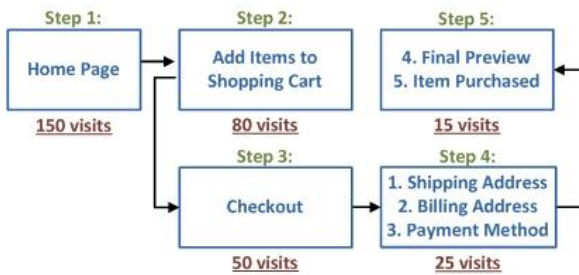 Step 1:
Home Page
150 visits
Step 2:
Add Items to
Shopping Cart
80 visits
Step 3:
Checkout
50 visits
Step 4:
1. Shipping Address
2. Billing Address
3. Payment Method
25 visits
Step 5:
4. Final Preview
5. Item Purchased
15 visits